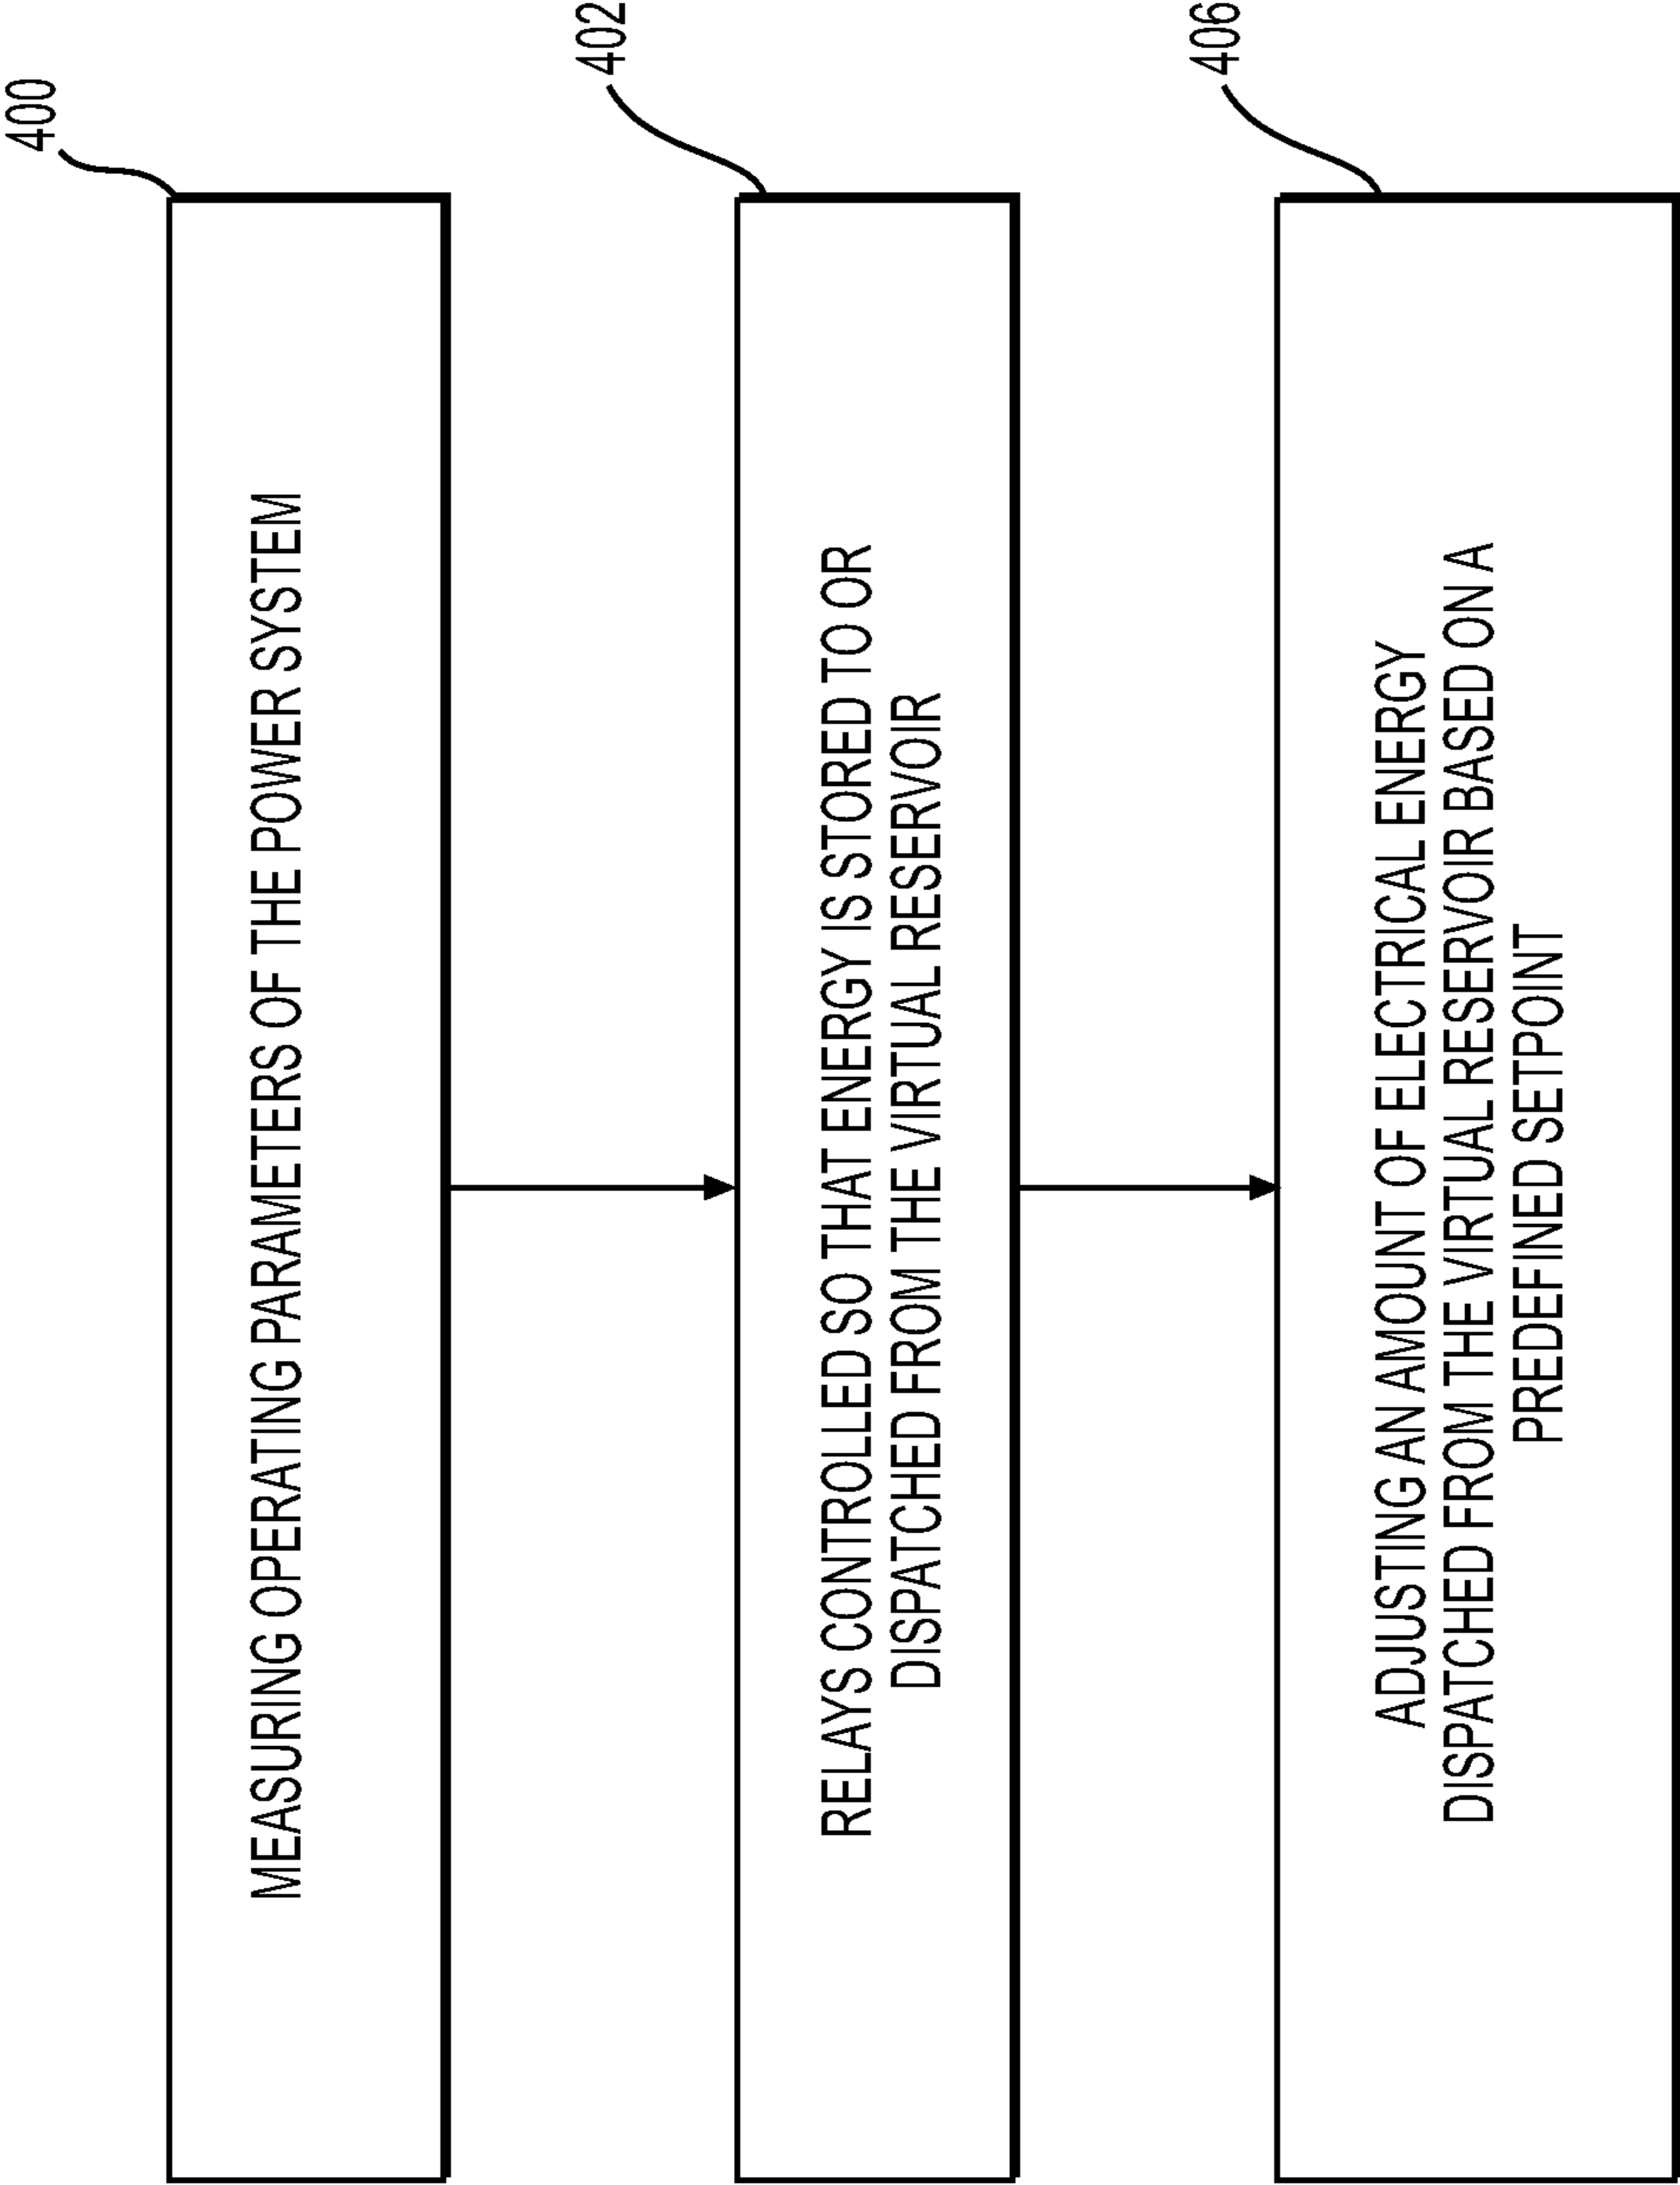 400
MEASURING OPERATING PARAMETERS OF THE POWER SYSTEM
402
RELAYS CONTROLLED SO THAT ENERGY IS STORED TO OR
DISPATCHED FROM THE VIRTUAL RESERVOIR
406
ADJUSTING AN AMOUNT OF ELECTRICAL ENERGY
DISPATCHED FROM THE VIRTUAL RESERVOIR BASED ON A
PREDEFINED SETPOINT